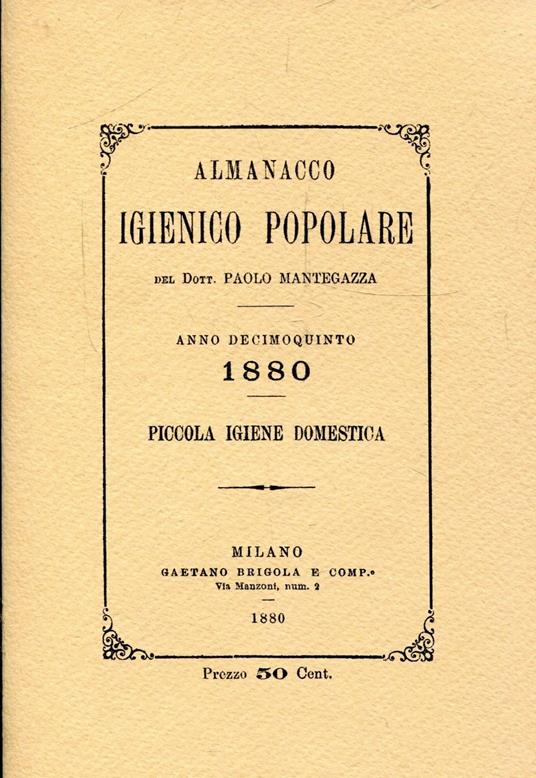 ALMANACCO
IGIENICO POPOLARE
DEL DOTT. PAOLO MANTEGAZZA
ANNO DECIMOQUINTO
1880
PICCOLA IGIENE DOMESTICA
MILANO
GAETANO BRIGOLA E COMP.º
Via Manzoni, num. 2
1880
Prezzo 50 Cent.